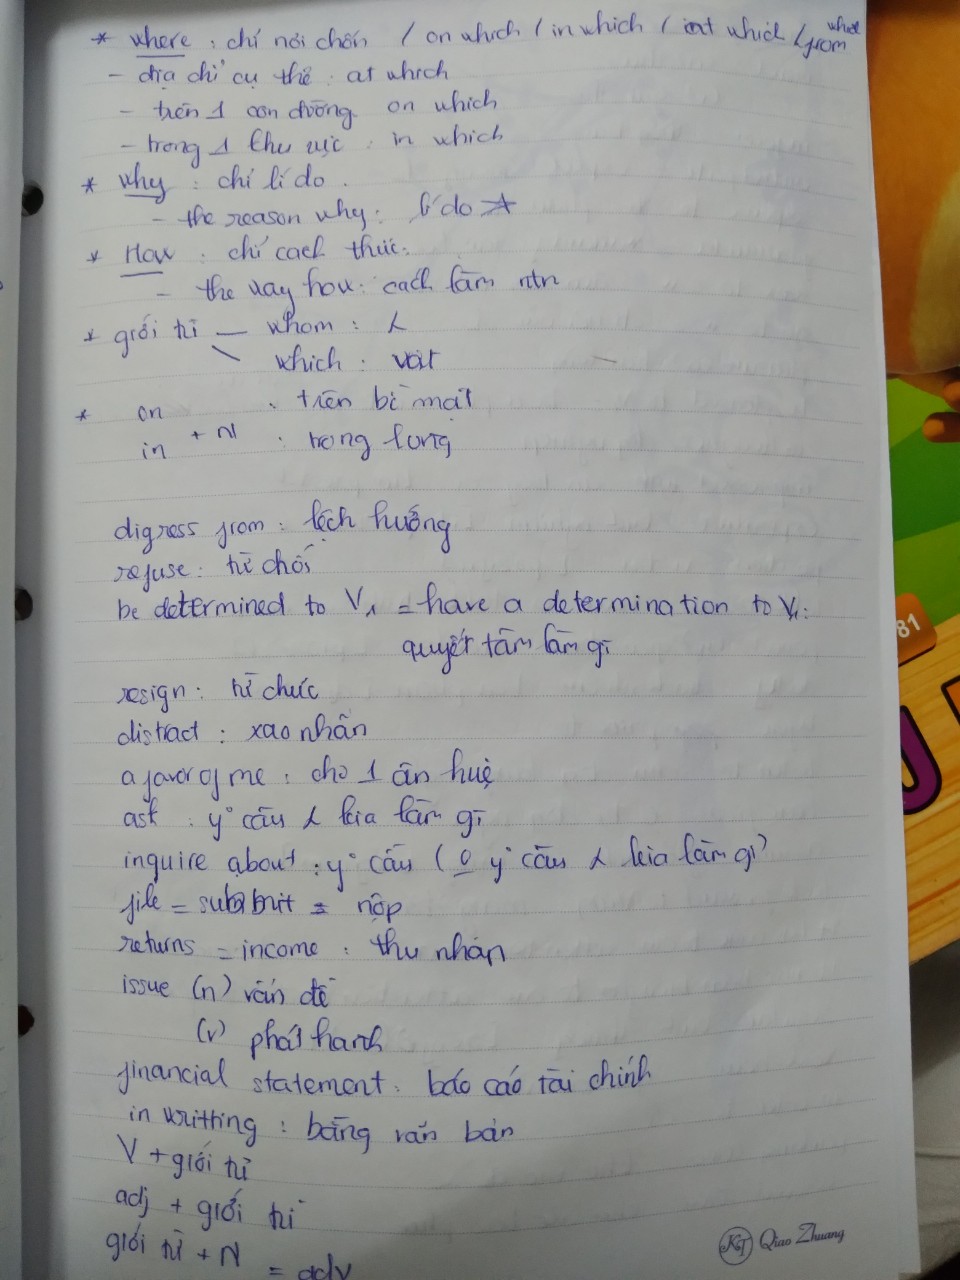 * where : chỉ nơi chốn / on which / in which / at which / from which
- địa chỉ cụ thể : at which
- trên 1 con đường on which
- trong 1 khu vực : in which
* why : chỉ lí do .
- the reason why : lí do
* How : chỉ cách thức.
- the way how : cách làm ntn
* giới từ — whom :
which : vật
* on : trên bề mặt
in + N : trong lòng
digress from : lệch hướng
refuse : từ chối
be determined to V1 = have a determination to V1 :
quyết tâm làm gì
resign : từ chức
distract : xao nhãn
a favor of me : cho 1 ân huệ
ask : y° cầu kia làm gì
inquire about : y° cầu ( y° cầu kia làm gì)
file = submit = nộp
returns = income : thu nhận
issue (n) vấn đề
(v) phát hành
financial statement : báo cáo tài chính
in writting : bằng văn bản
V + giới từ
adj + giới từ
giới từ + N
= adv
KT Qiao Zhuang
81